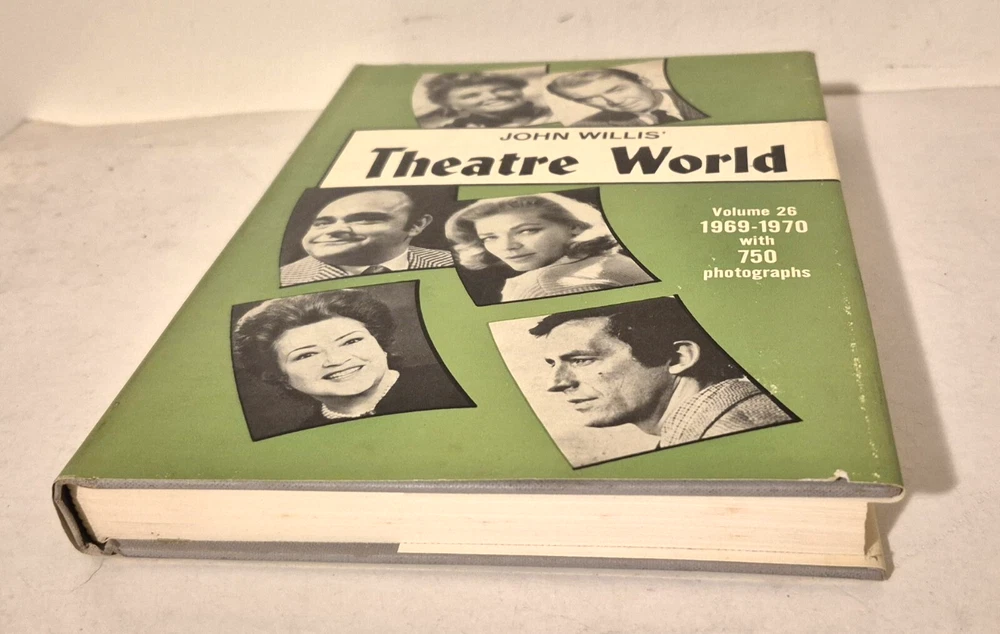 JOHN WILLIS'
Theatre World
Volume 26
1969-1970
with
750
photographs